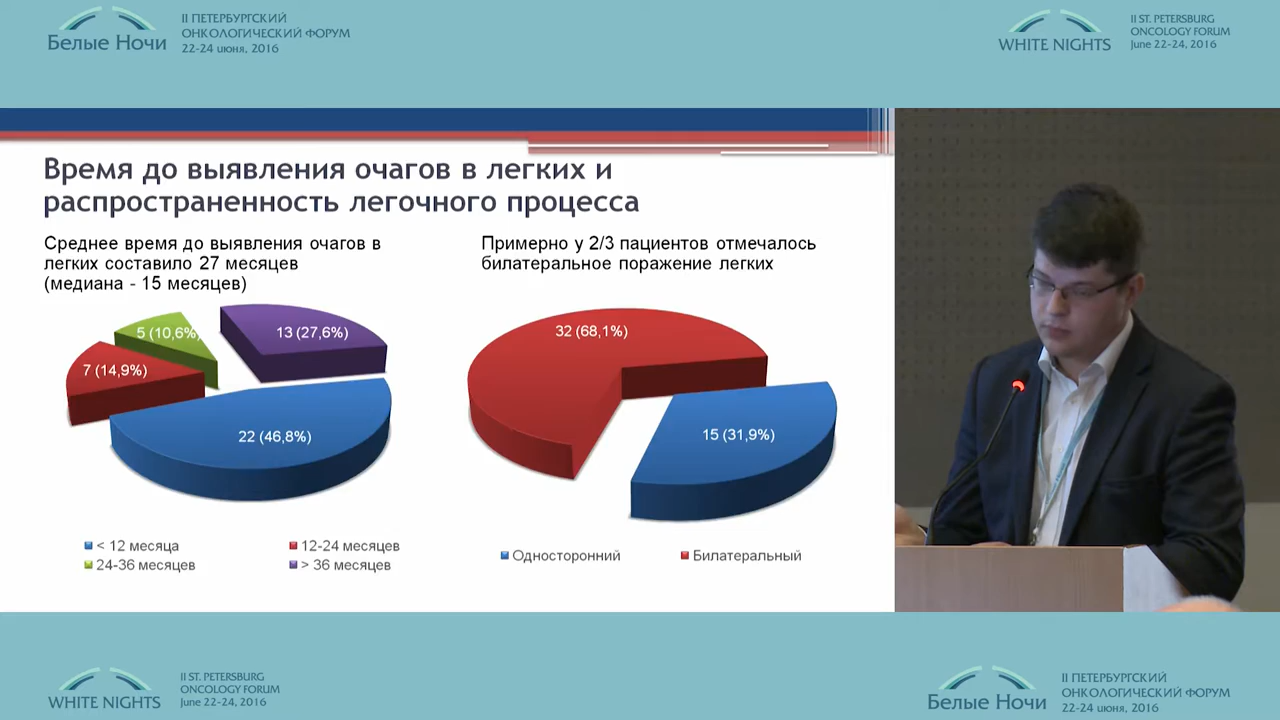 Белые Ночи
II ПЕТЕРБУРГСКИЙ
ОНКОЛОГИЧЕСКИЙ ФОРУМ
22-24 июня, 2016
WHITE NIGHTS
II ST. PETERSBURG
ONCOLOGY FORUM
June 22-24, 2016
Время до выявления очагов в легких и
распространенность легочного процесса
Среднее время до выявления очагов в
легких составило 27 месяцев
(медиана - 15 месяцев)
5 (10,6%)
13 (27,6%)
7 (14,9%)
22 (46,8%)
< 12 месяца
12-24 месяцев
24-36 месяцев
> 36 месяцев
Примерно у 2/3 пациентов отмечалось
билатеральное поражение легких
32 (68,1%)
15 (31,9%)
Односторонний
Билатеральный
WHITE NIGHTS
II ST. PETERSBURG
ONCOLOGY FORUM
June 22-24, 2016
Белые Ночи
II ПЕТЕРБУРГСКИЙ
ОНКОЛОГИЧЕСКИЙ ФОРУМ
22-24 июня, 2016